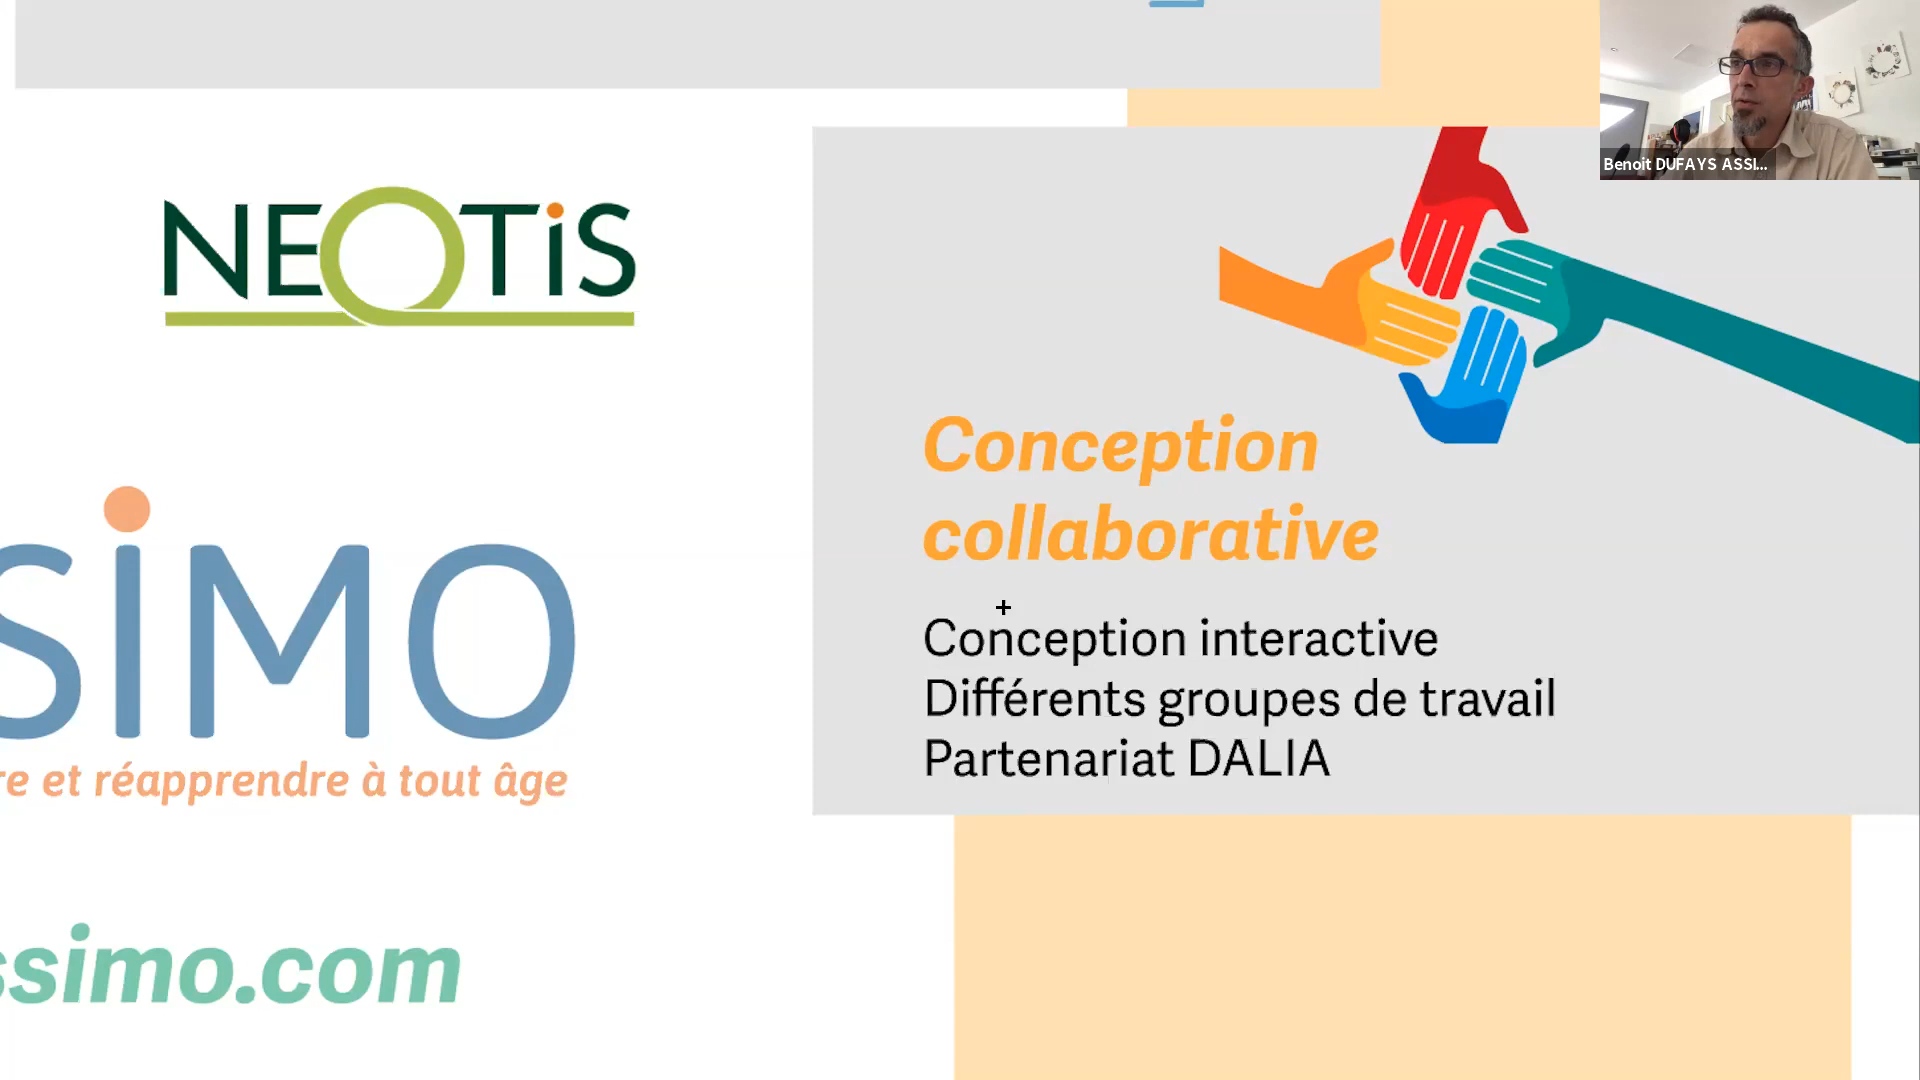 Benoit DUFAYS ASSI...
NEOTiS
SiMO
re et réapprendre à tout âge
ssimo.com
Conception
collaborative
Conception interactive
Différents groupes de travail
Partenariat DALIA